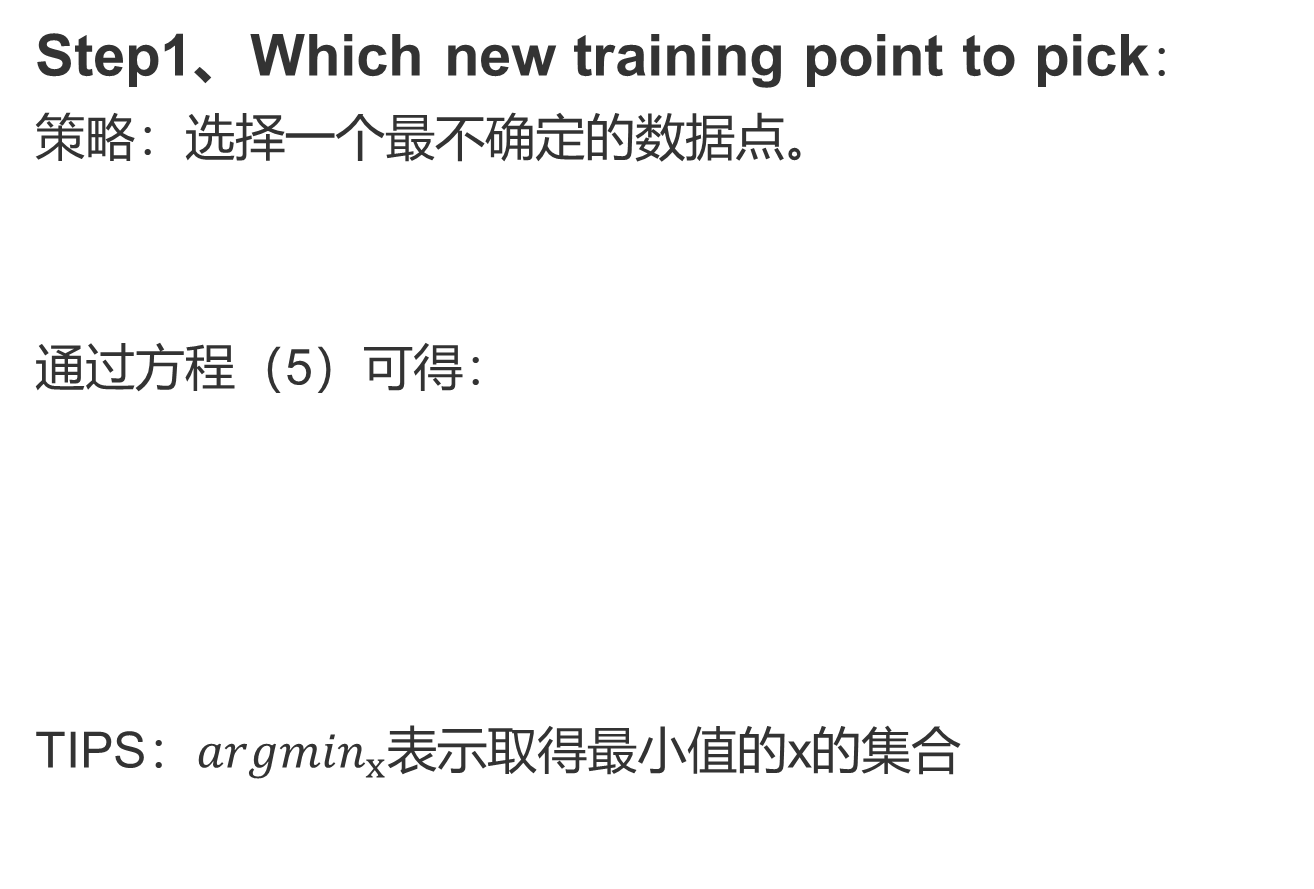 Step1、Which new training point to pick：
策略：选择一个最不确定的数据点。
通过方程（5）可得：
TIPS：argminₓ表示取得最小值的x的集合